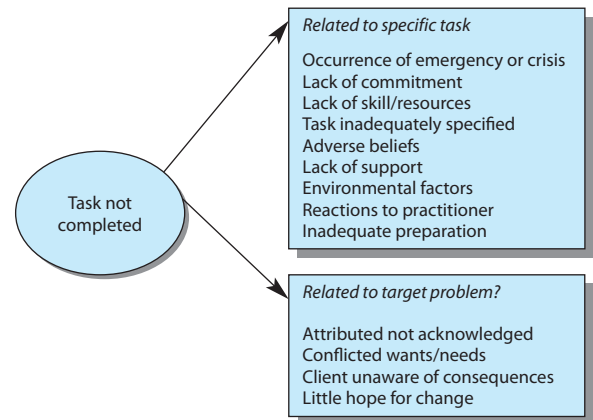 Task not
completed
Related to specific task
Occurrence of emergency or crisis
Lack of commitment
Lack of skill/resources
Task inadequately specified
Adverse beliefs
Lack of support
Environmental factors
Reactions to practitioner
Inadequate preparation
Related to target problem?
Attributed not acknowledged
Conflicted wants/needs
Client unaware of consequences
Little hope for change